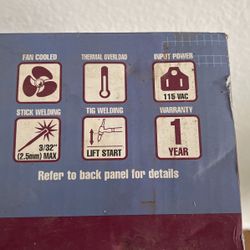 FAN COOLED
THERMAL OVERLOAD
INPUT POWER
115 VAC
STICK WELDING
TIG WELDING
WARRANTY
3/32"
(2.5mm) MAX
LIFT START
1
YEAR
Refer to back panel for details